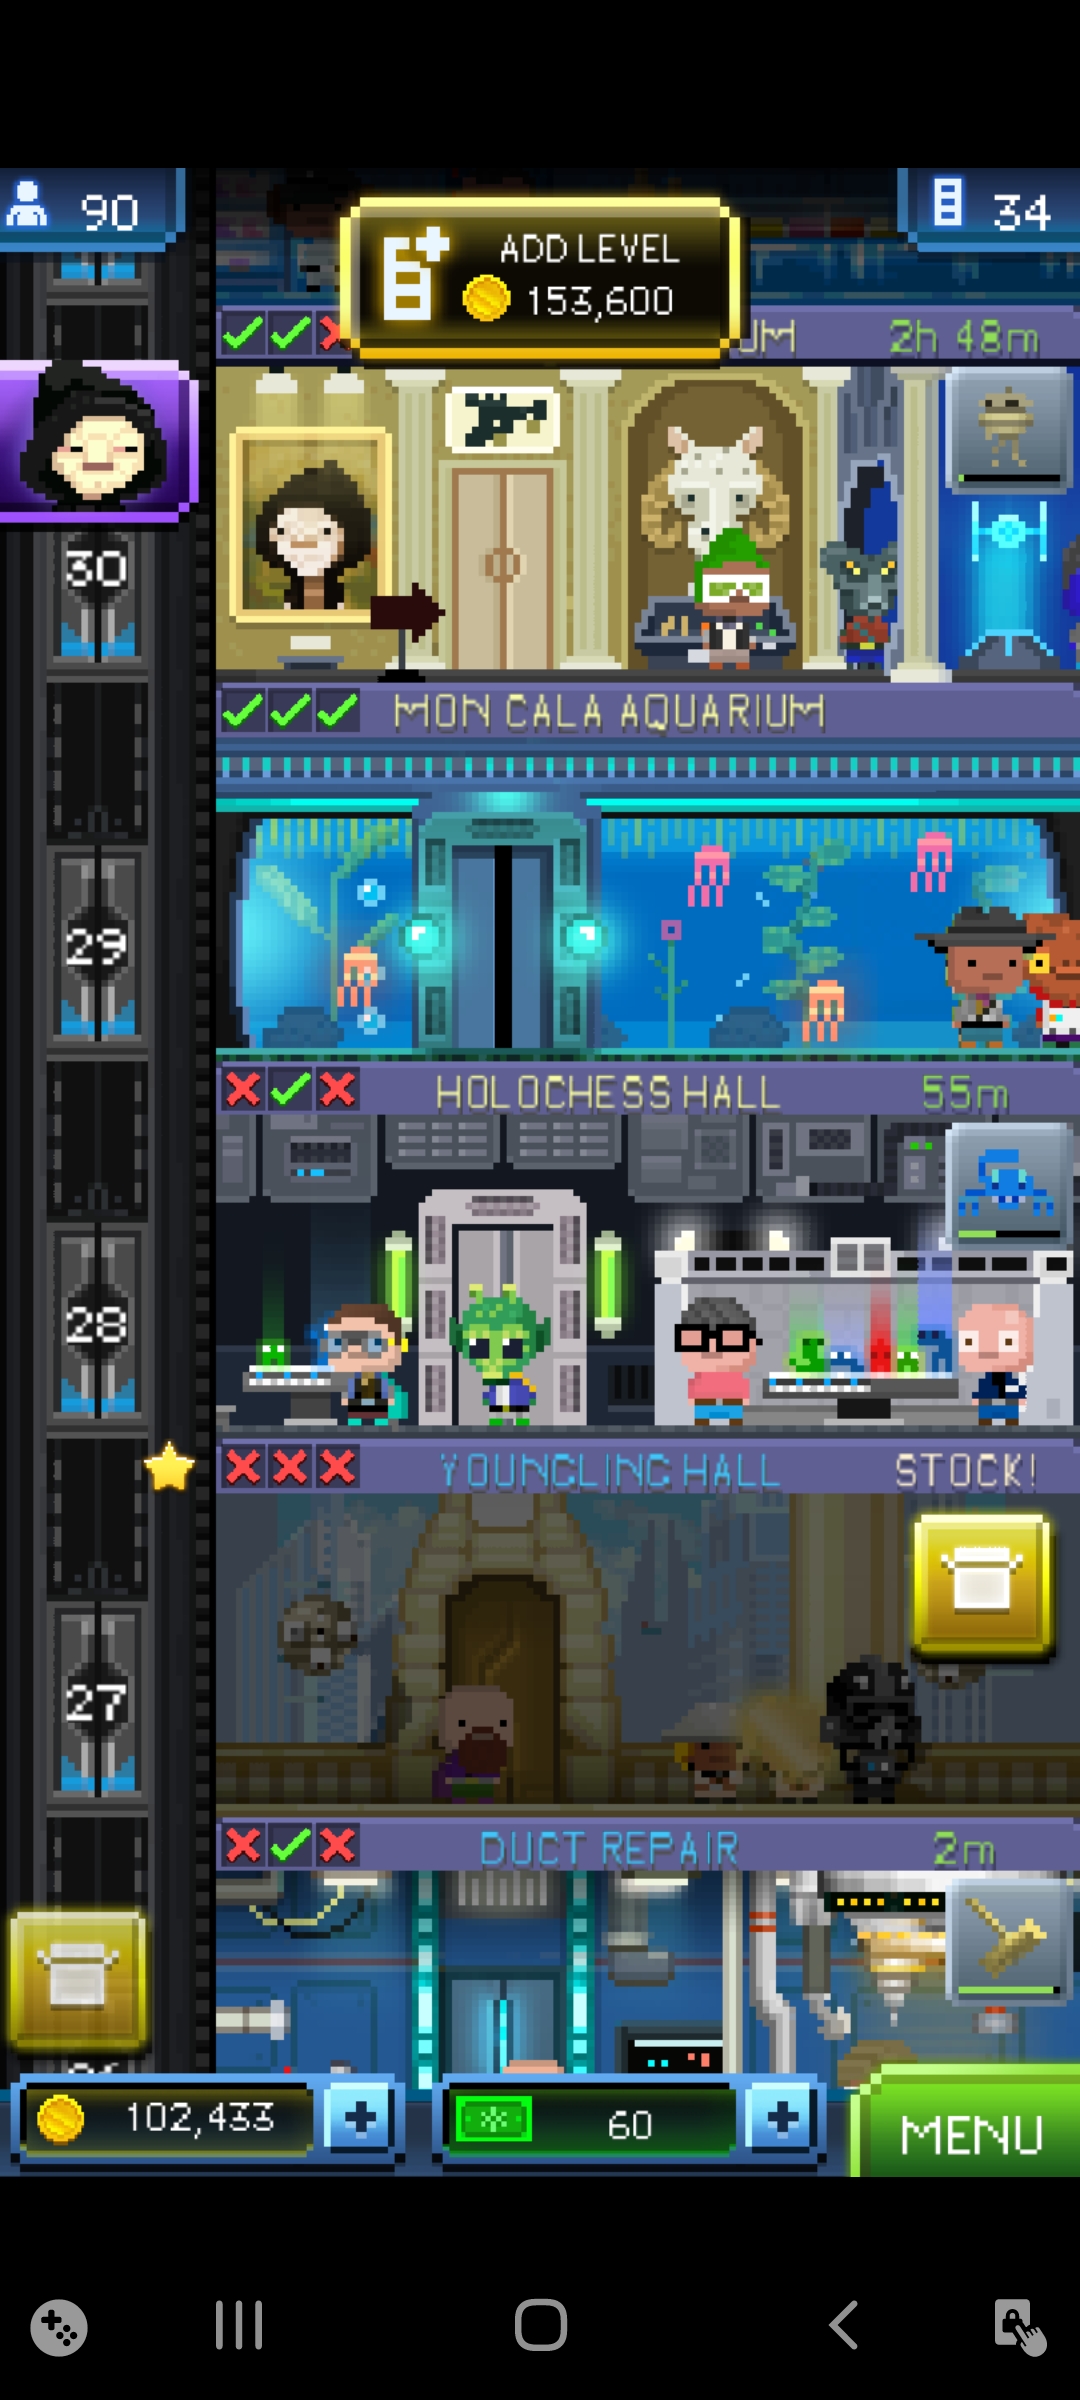 90
34
ADD LEVEL
153,600
2h 48m
30
MON CALA AQUARIUM
29
HOLOCHESS HALL
55m
28
YOUNGLING HALL
STOCK!
27
DUCT REPAIR
2m
102,433
60
MENU